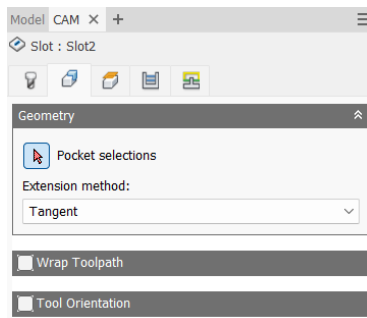 Model CAM
Slot : Slot2
Geometry
Pocket selections
Extension method:
Tangent
Wrap Toolpath
Tool Orientation